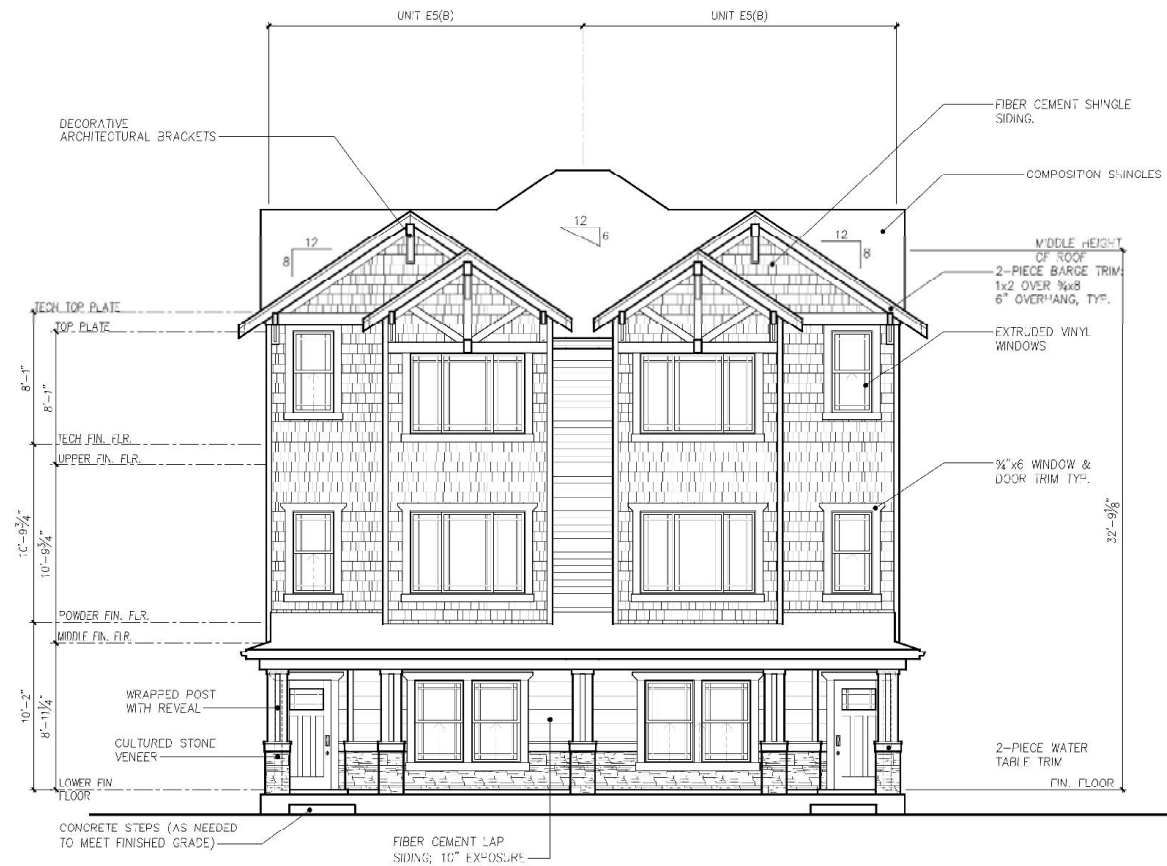 UNIT E5(B)
UNIT E5(B)
DECORATIVE
ARCHITECTURAL BRACKETS
FIBER CEMENT SHINGLE
SIDING.
COMPOSITION SHINGLES
12
6
12
8
12
8
MIDDLE HEIGHT
OF ROOF
2-PIECE BARGE TRIM:
1x2 OVER ¾x8
6" OVERHANG, TYP.
TECH TOP PLATE
TOP PLATE
EXTRUDED VINYL
WINDOWS
8'-1"
8'-1"
TECH FIN. FLR.
UPPER FIN. FLR.
¾"x6 WINDOW &
DOOR TRIM TYP.
10'-9¾"
10'-9¾"
POWDER FIN. FLR.
MIDDLE FIN. FLR.
10'-2"
8'-11¼"
WRAPPED POST
WITH REVEAL
CULTURED STONE
VENEER
2-PIECE WATER
TABLE TRIM
LOWER FIN
FLOOR
FIN. FLOOR
CONCRETE STEPS (AS NEEDED
TO MEET FINISHED GRADE)
FIBER CEMENT LAP
SIDING; 10" EXPOSURE